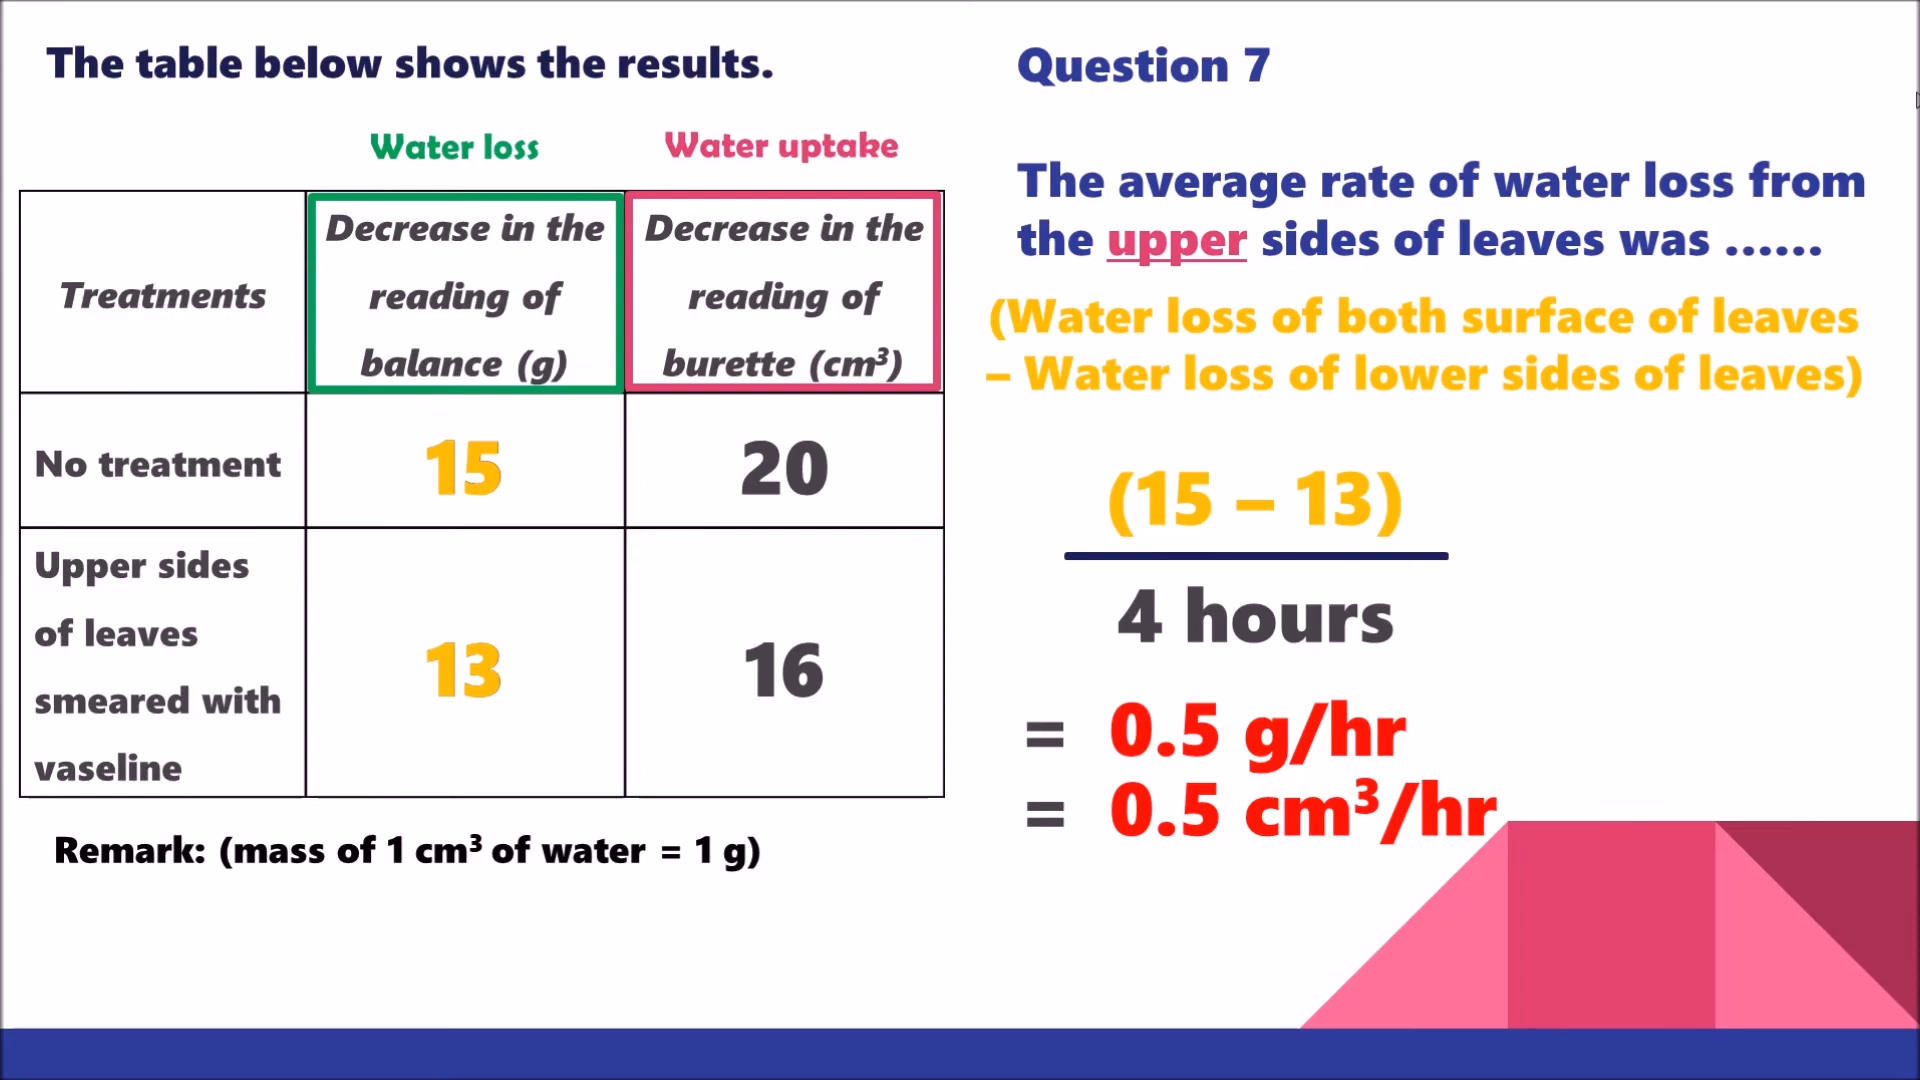 The table below shows the results.
Water loss
Water uptake
Treatments
Decrease in the
reading of
balance (g)
Decrease in the
reading of
burette (cm³)
No treatment
15
20
Upper sides
of leaves
smeared with
vaseline
13
16
Remark: (mass of 1 cm³ of water = 1 g)
Question 7
The average rate of water loss from
the upper sides of leaves was ......
(Water loss of both surface of leaves
– Water loss of lower sides of leaves)
(15 – 13)
4 hours
= 0.5 g/hr
= 0.5 cm³/hr